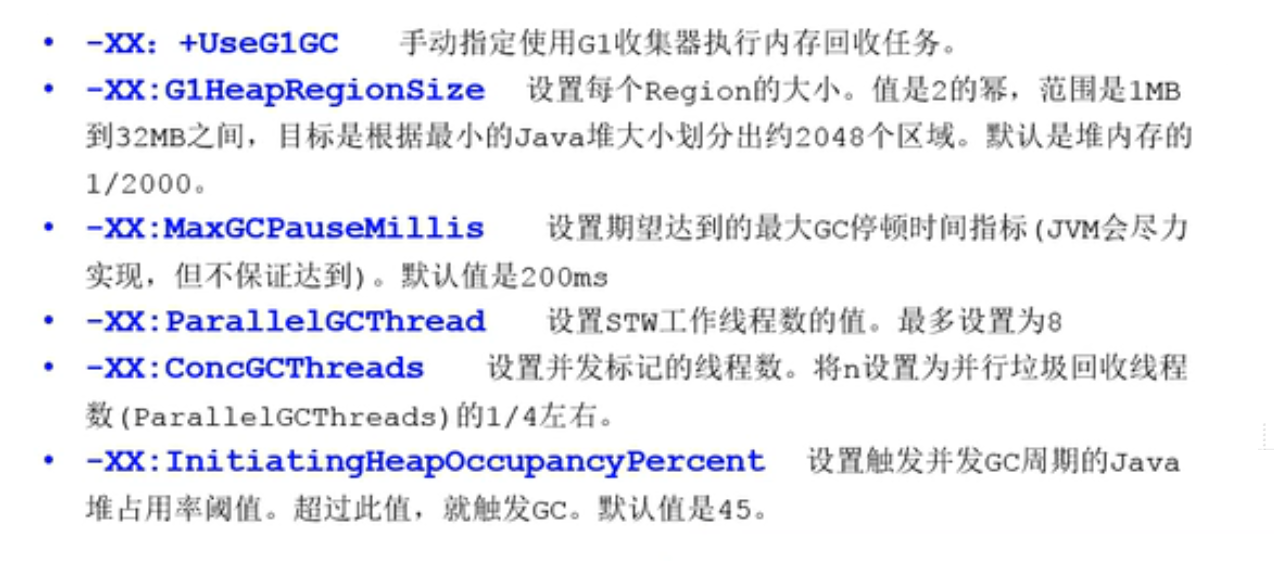 • -XX：+UseG1GC 手动指定使用G1收集器执行内存回收任务。
• -XX:G1HeapRegionSize 设置每个Region的大小。值是2的幂，范围是1MB
到32MB之间，目标是根据最小的Java堆大小划分出约2048个区域。默认是堆内存的
1/2000。
• -XX:MaxGCPauseMillis 设置期望达到的最大GC停顿时间指标(JVM会尽力
实现，但不保证达到)。默认值是200ms
• -XX:ParallelGCThread 设置STW工作线程数的值。最多设置为8
• -XX:ConcGCThreads 设置并发标记的线程数。将n设置为并行垃圾回收线程
数(ParallelGCThreads)的1/4左右。
• -XX:InitiatingHeapOccupancyPercent 设置触发并发GC周期的Java
堆占用率阈值。超过此值，就触发GC。默认值是45。